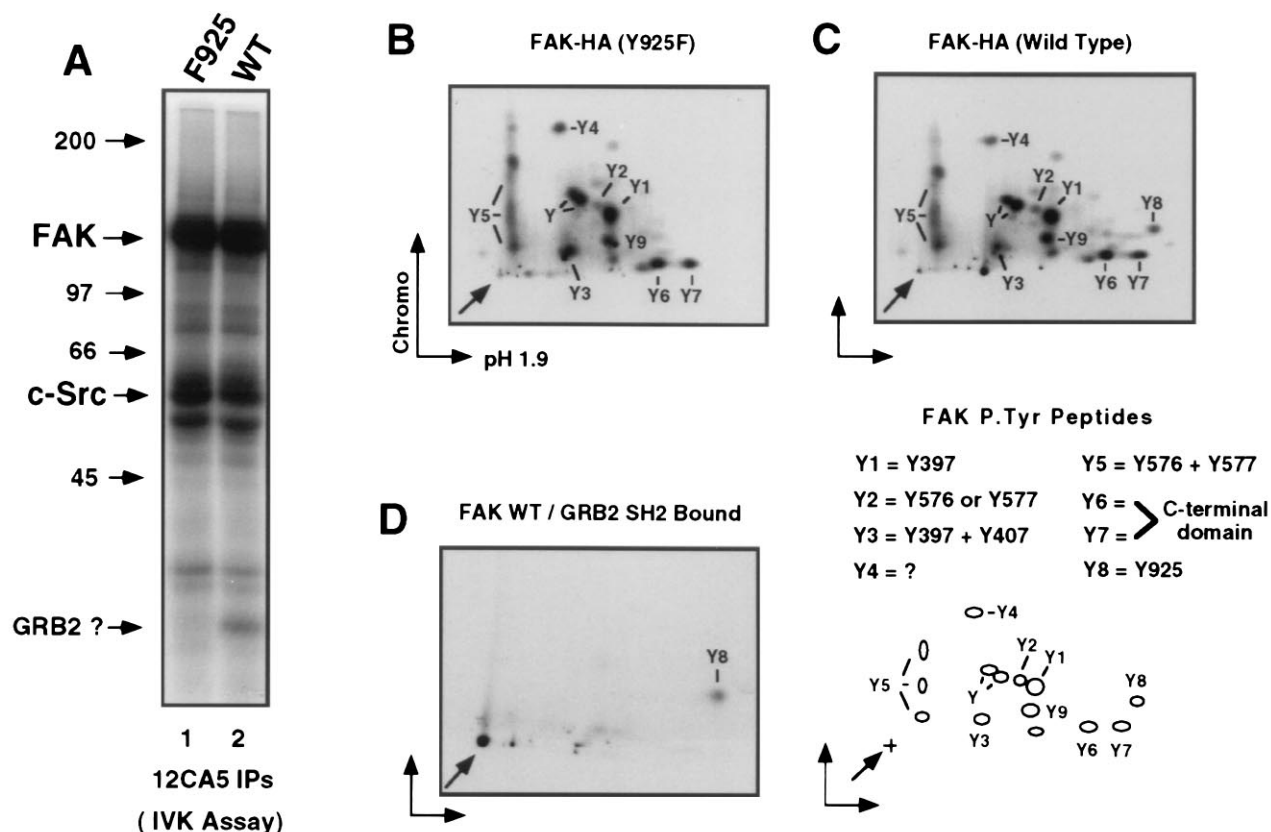 A
F925
WT
200
FAK
97
66
c-Src
45
GRB2 ?
1 2
12CA5 IPs
( IVK Assay)
B
FAK-HA (Y925F)
-Y4
Y2
Y1
Y5
Y
Y9
Y3
Y6
Y7
Chromo
pH 1.9
C
FAK-HA (Wild Type)
-Y4
Y2
Y1
Y8
Y5
Y
-Y9
Y3
Y6
Y7
D
FAK WT / GRB2 SH2 Bound
Y8
FAK P.Tyr Peptides
Y1 = Y397
Y2 = Y576 or Y577
Y3 = Y397 + Y407
Y4 = ?
Y5 = Y576 + Y577
Y6 =
Y7 =
C-terminal
domain
Y8 = Y925
-Y4
Y2
Y1
Y5
Y
Y8
Y9
Y3
Y6
Y7
+